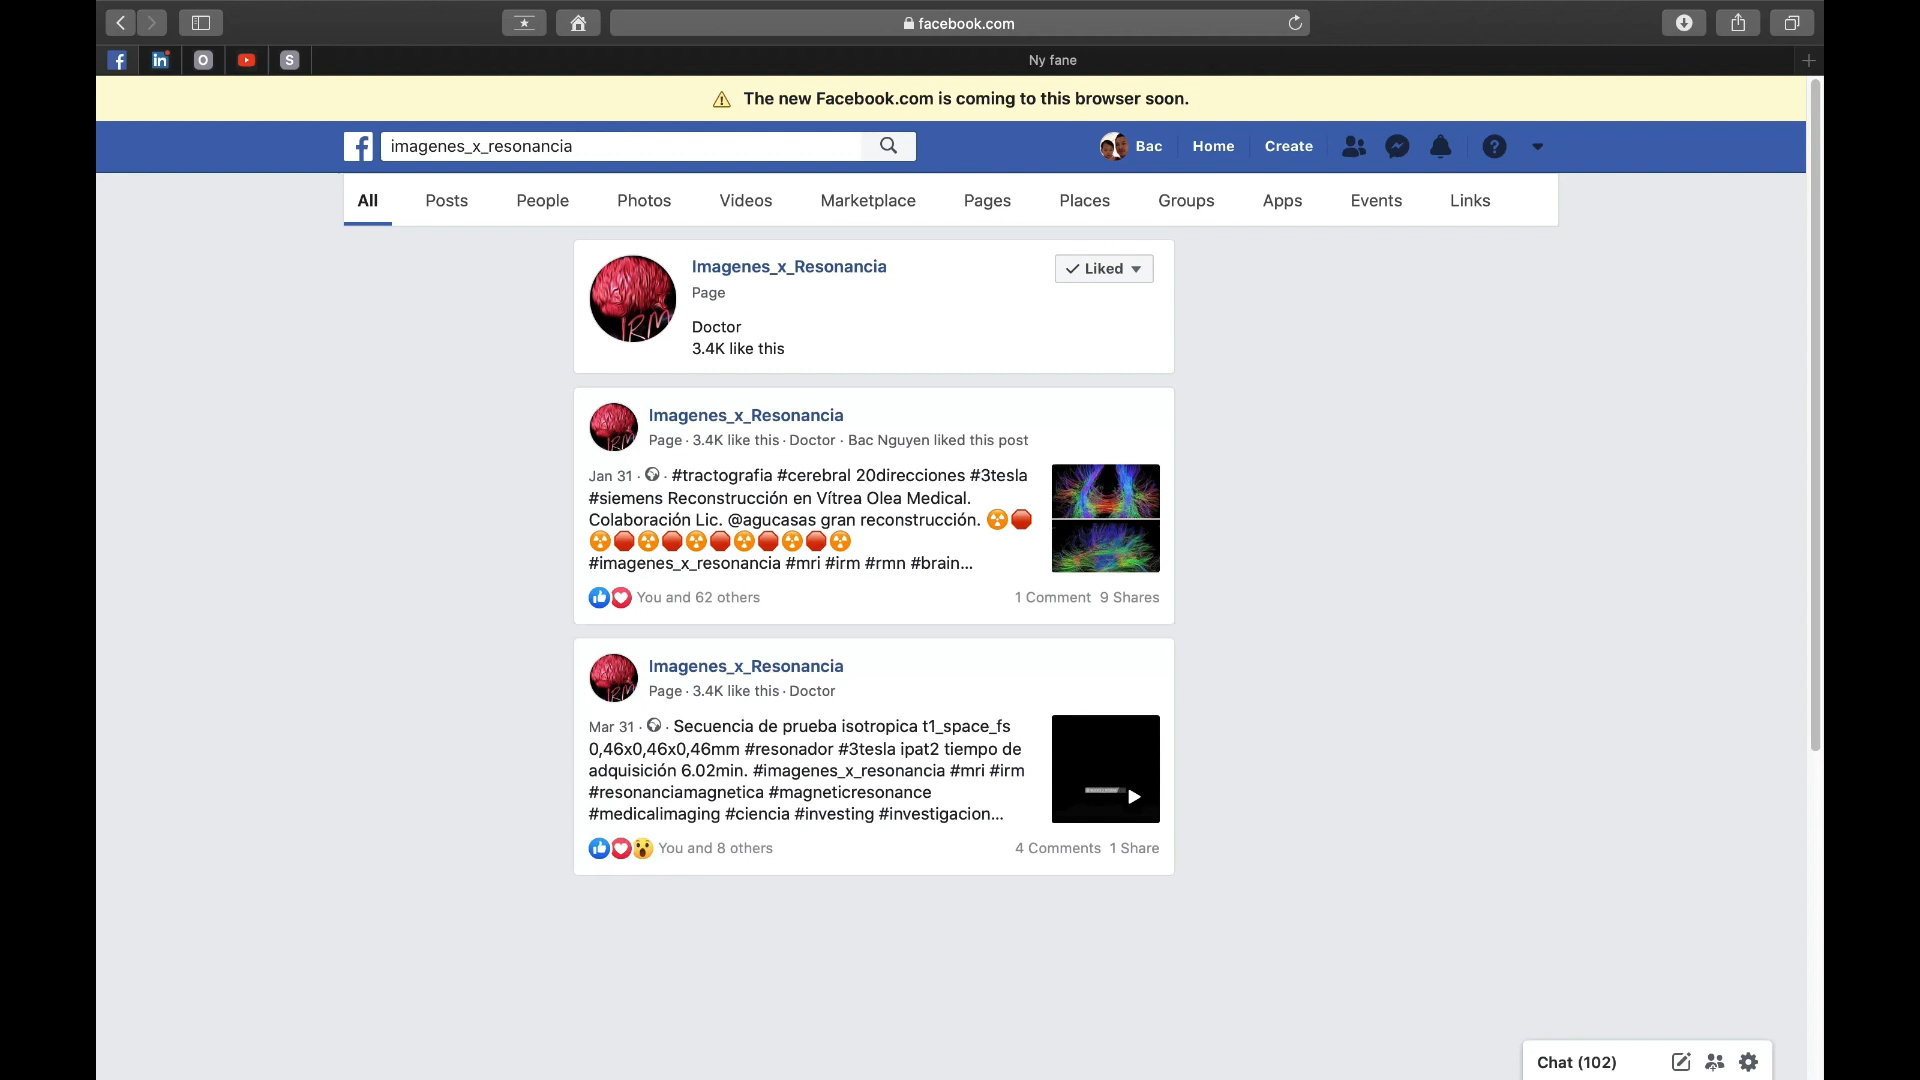 facebook.com
O
S
Ny fane
The new Facebook.com is coming to this browser soon.
imagenes_x_resonancia
Bac
Home
Create
All
Posts
People
Photos
Videos
Marketplace
Pages
Places
Groups
Apps
Events
Links
IRM
Imagenes_x_Resonancia
Liked
Page
Doctor
3.4K like this
IRM
Imagenes_x_Resonancia
Page · 3.4K like this · Doctor · Bac Nguyen liked this post
Jan 31 · #tractografia #cerebral 20direcciones #3tesla
#siemens Reconstrucción en Vítrea Olea Medical.
Colaboración Lic. @agucasas gran reconstrucción.
#imagenes_x_resonancia #mri #irm #rmn #brain...
You and 62 others
1 Comment 9 Shares
IRM
Imagenes_x_Resonancia
Page · 3.4K like this · Doctor
Mar 31 · Secuencia de prueba isotropica t1_space_fs
0,46x0,46x0,46mm #resonador #3tesla ipat2 tiempo de
adquisición 6.02min. #imagenes_x_resonancia #mri #irm
#resonanciamagnetica #magneticresonance
#medicalimaging #ciencia #investing #investigacion...
You and 8 others
4 Comments 1 Share
Chat (102)